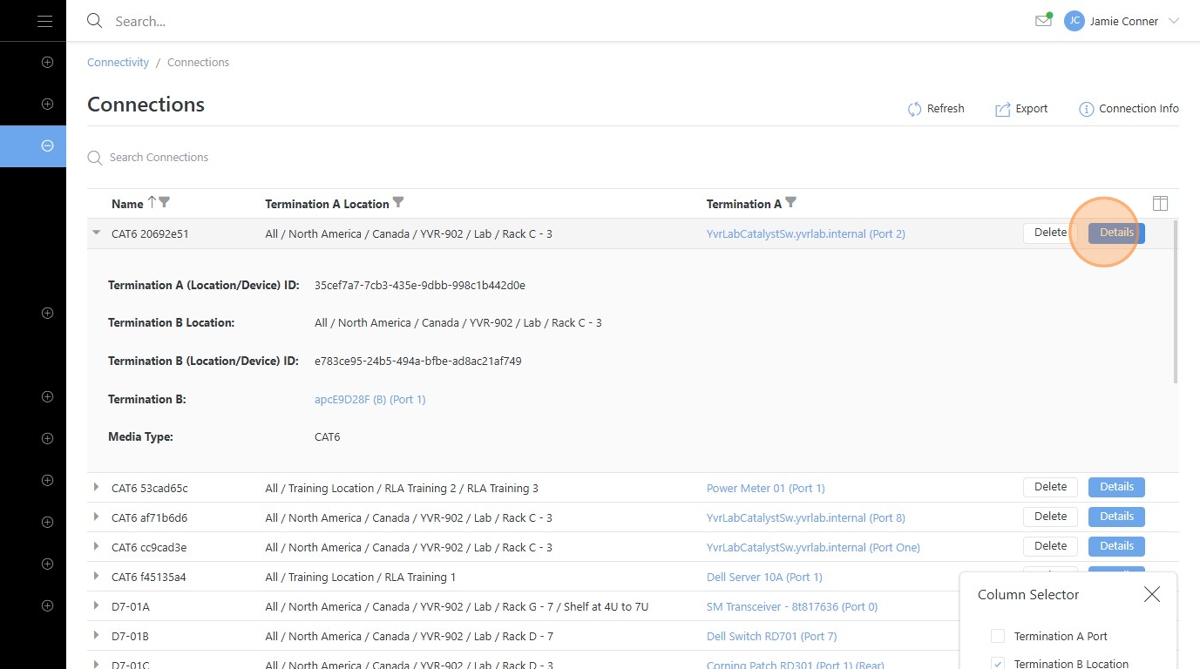 Search...
JC Jamie Conner
Connectivity / Connections
Connections
Refresh Export Connection Info
Search Connections
Name Termination A Location Termination A
CAT6 20692e51 All / North America / Canada / YVR-902 / Lab / Rack C - 3 YvrLabCatalystSw.yvrlab.internal (Port 2) Delete Details
Termination A (Location/Device) ID: 35cef7a7-7cb3-435e-9dbb-998c1b442d0e
Termination B Location: All / North America / Canada / YVR-902 / Lab / Rack C - 3
Termination B (Location/Device) ID: e783ce95-24b5-494a-bfbe-ad8ac21af749
Termination B: apcE9D28F (B) (Port 1)
Media Type: CAT6
CAT6 53cad65c All / Training Location / RLA Training 2 / RLA Training 3 Power Meter 01 (Port 1) Delete Details
CAT6 af71b6d6 All / North America / Canada / YVR-902 / Lab / Rack C - 3 YvrLabCatalystSw.yvrlab.internal (Port 8) Delete Details
CAT6 cc9cad3e All / North America / Canada / YVR-902 / Lab / Rack C - 3 YvrLabCatalystSw.yvrlab.internal (Port One) Delete Details
CAT6 f45135a4 All / Training Location / RLA Training 1 Dell Server 10A (Port 1)
D7-01A All / North America / Canada / YVR-902 / Lab / Rack G - 7 / Shelf at 4U to 7U SM Transceiver - 8t817636 (Port 0)
D7-01B All / North America / Canada / YVR-902 / Lab / Rack D - 7 Dell Switch RD701 (Port 7)
D7-01C All / North America / Canada / YVR-902 / Lab / Rack D - 3 Corning Patch RD301 (Port 1) (Rear)
Column Selector
Termination A Port
Termination B Location